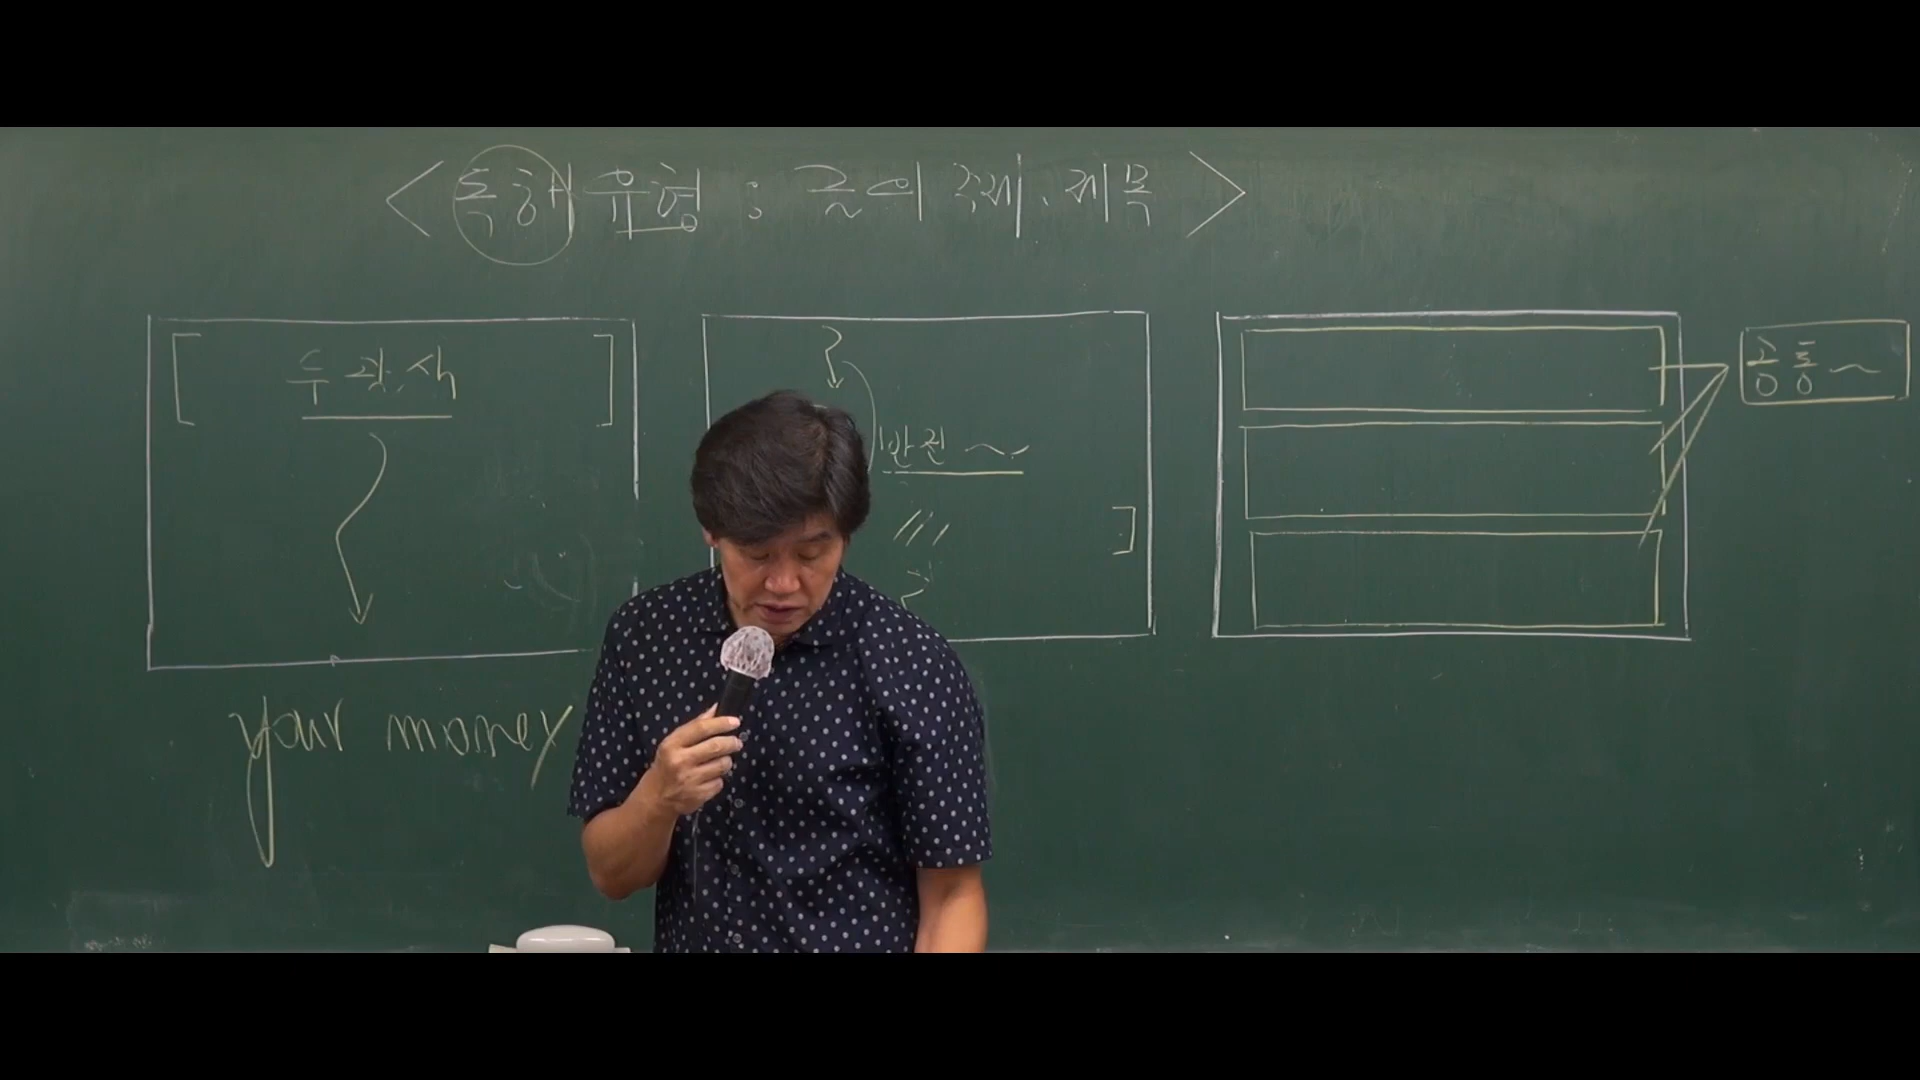 < 독해 유형 : 글의 주제, 제목 >
두괄식
반전 ~
공통 ~
your money